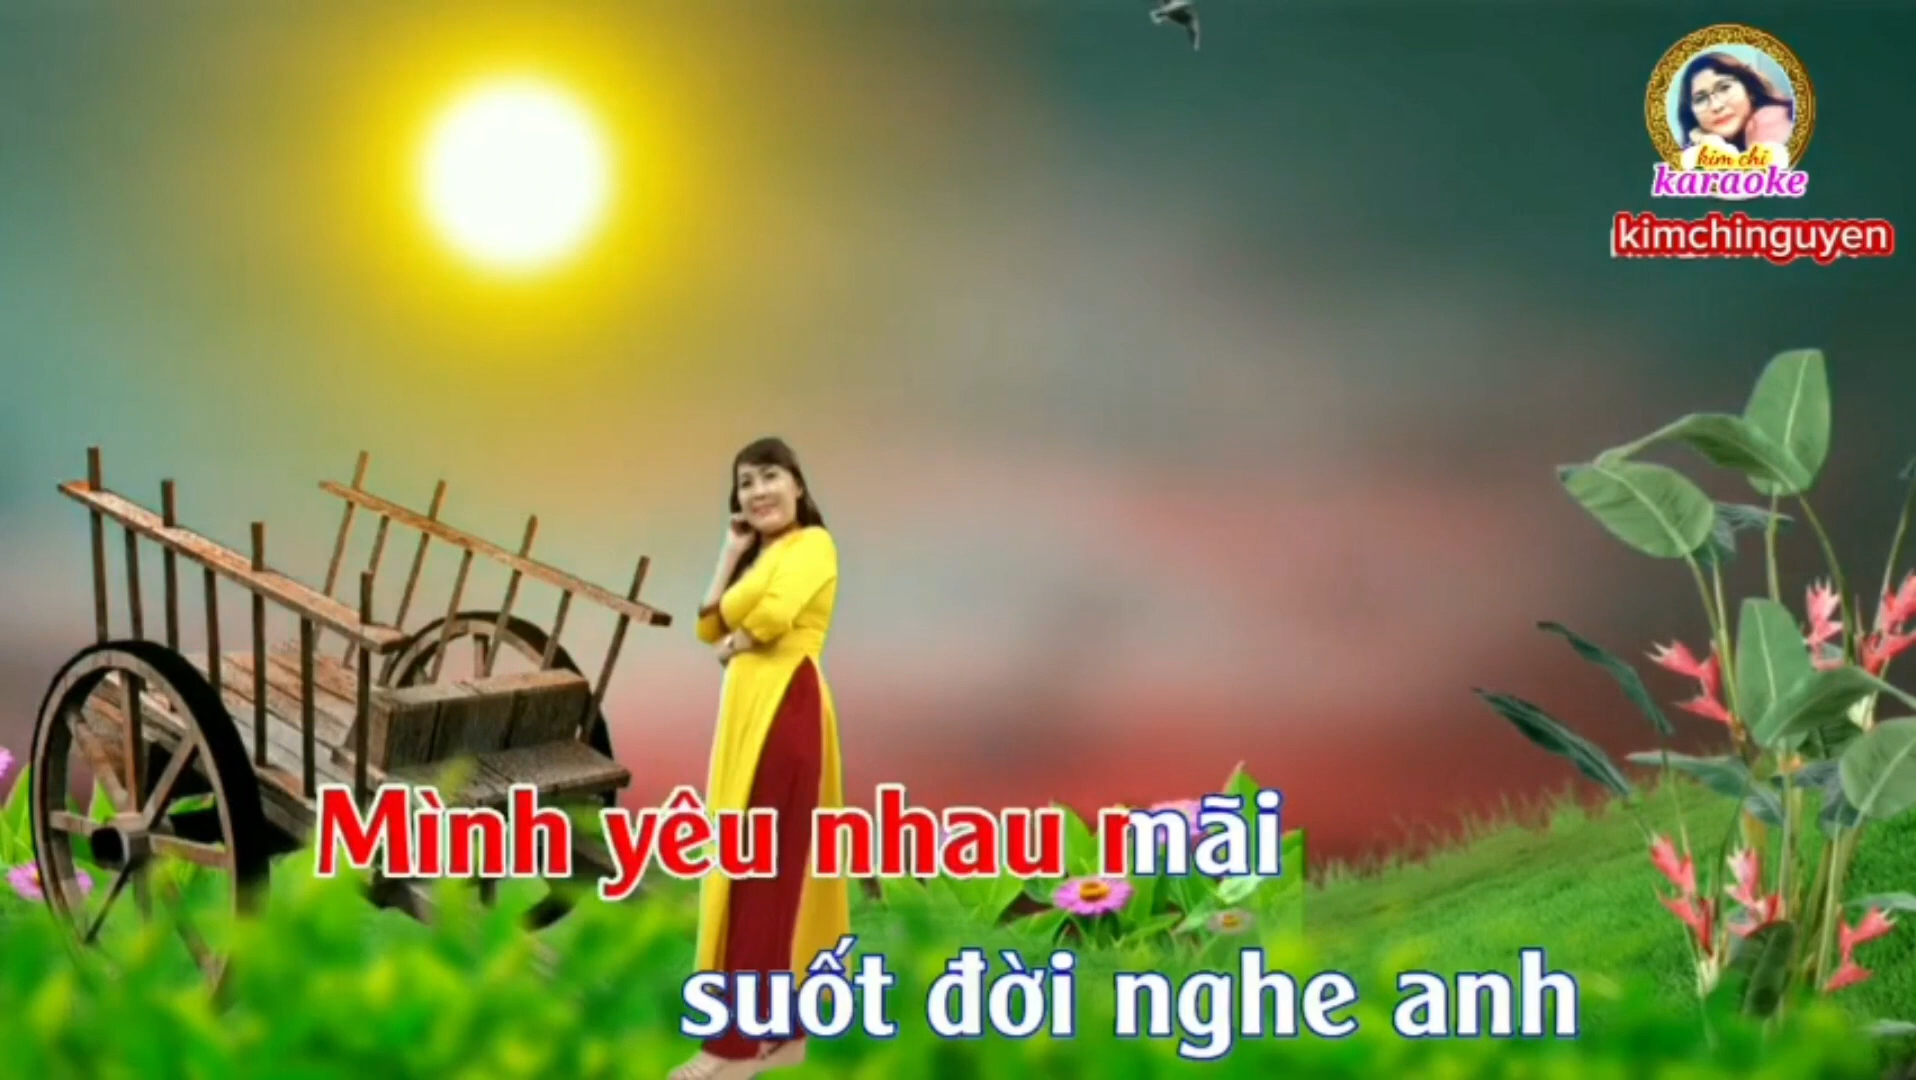 kim chi
karaoke
kimchinguyen
Mình yêu nhau mãi
suốt đời nghe anh